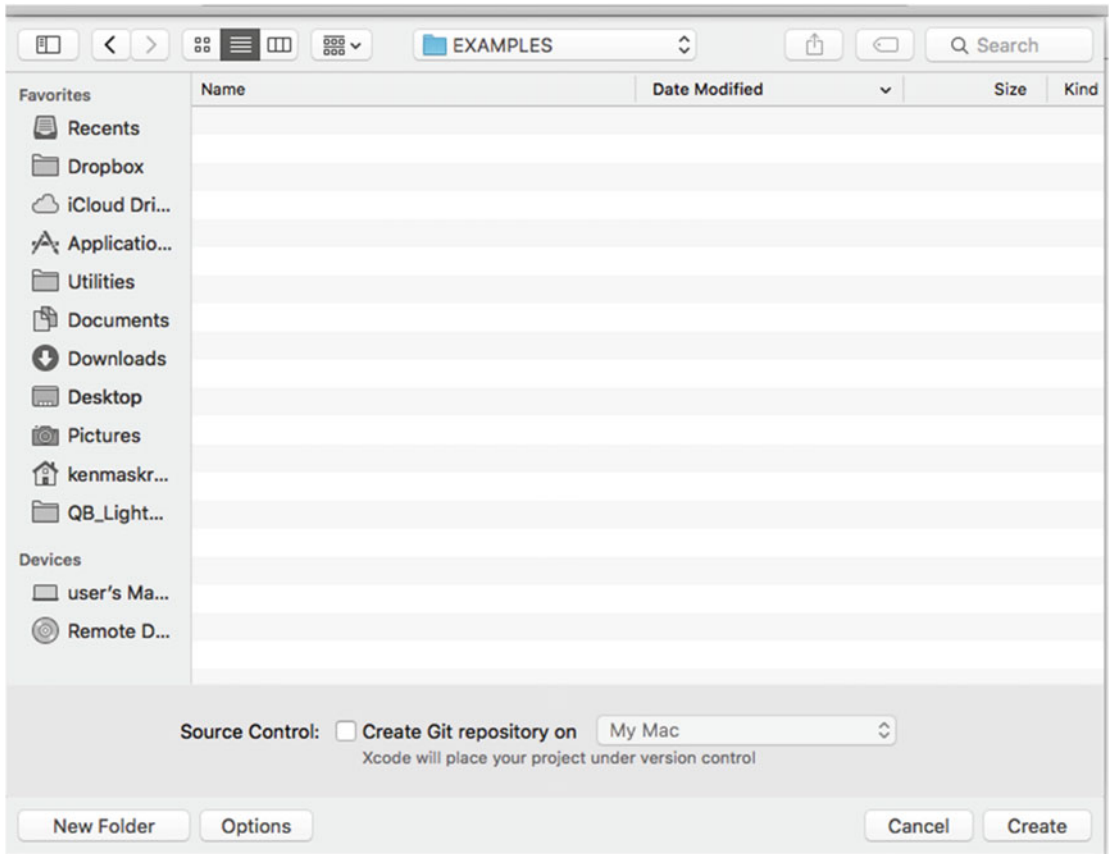 EXAMPLES
Search
Favorites
Name
Date Modified
Size
Kind
Recents
Dropbox
iCloud Dri...
Applicatio...
Utilities
Documents
Downloads
Desktop
Pictures
kenmaskr...
QB_Light...
Devices
user's Ma...
Remote D...
Source Control: Create Git repository on My Mac
Xcode will place your project under version control
New Folder Options Cancel Create